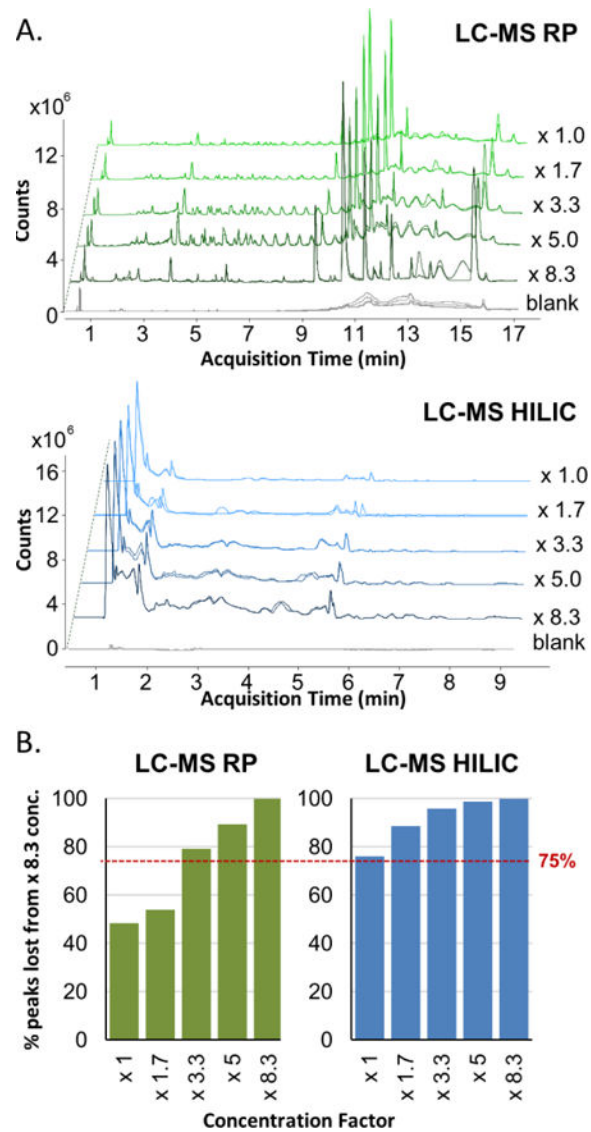 A.
LC-MS RP
x10⁶
12
8
4
0
Counts
x 1.0
x 1.7
x 3.3
x 5.0
x 8.3
blank
1 3 5 7 9 11 13 15 17
Acquisition Time (min)
LC-MS HILIC
x10⁶
16
12
8
4
0
Counts
x 1.0
x 1.7
x 3.3
x 5.0
x 8.3
blank
1 2 3 4 5 6 7 8 9
Acquisition Time (min)
B.
LC-MS RP LC-MS HILIC
% peaks lost from x 8.3 conc.
100 100
80 80
75%
60 60
40 40
20 20
0 0
x 1 x 1.7 x 3.3 x 5 x 8.3 x 1 x 1.7 x 3.3 x 5 x 8.3
Concentration Factor